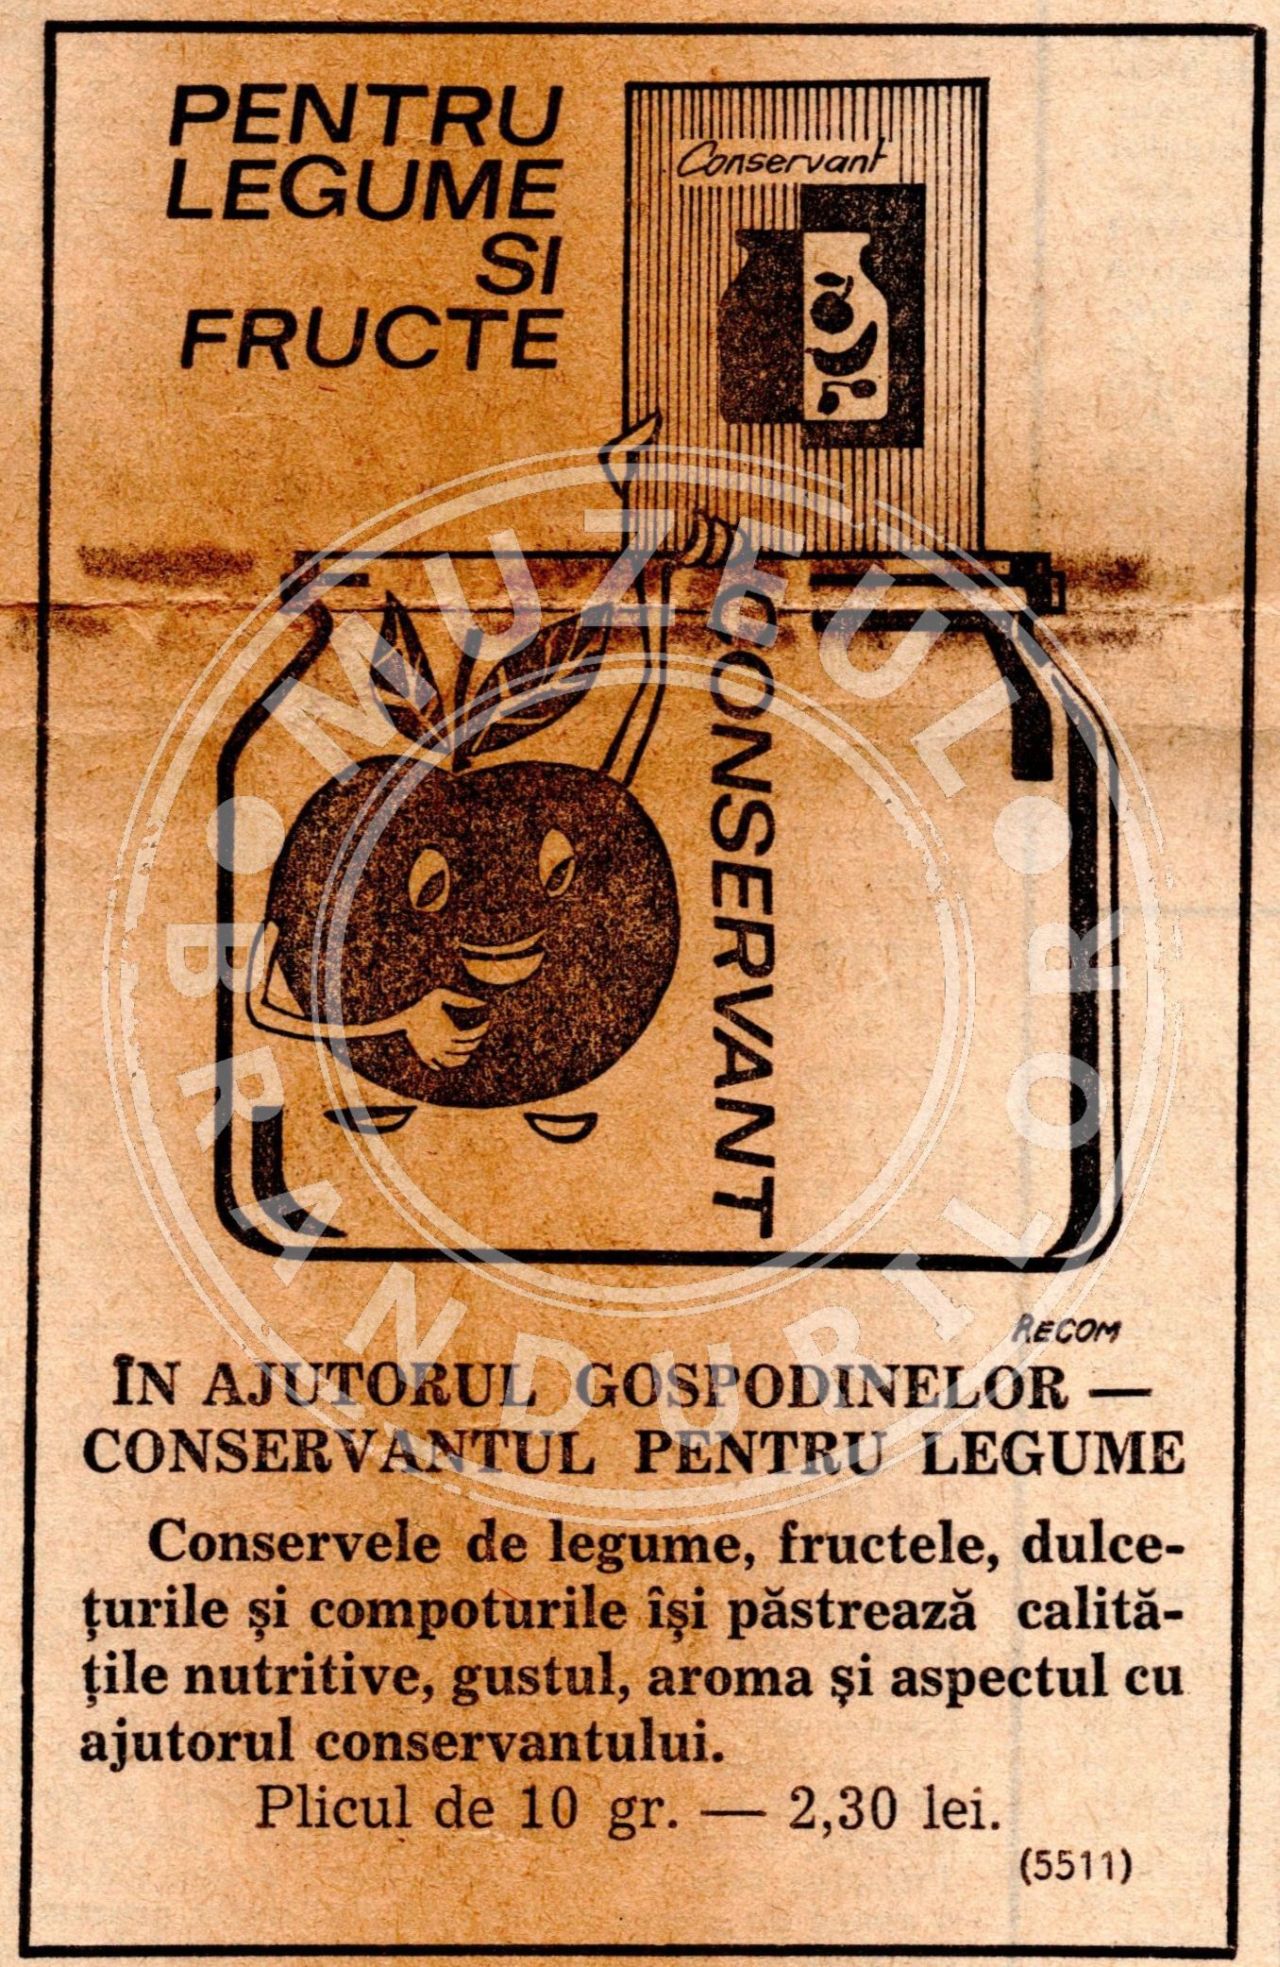 PENTRU
LEGUME
SI
FRUCTE
Conservant
CONSERVANT
MUZEUL
BRANDURILOR
RECOM
ÎN AJUTORUL GOSPODINELOR —
CONSERVANTUL PENTRU LEGUME
Conservele de legume, fructele, dulce-
țurile și compoturile își păstrează calită-
țile nutritive, gustul, aroma și aspectul cu
ajutorul conservantului.
Plicul de 10 gr. — 2,30 lei.
(5511)